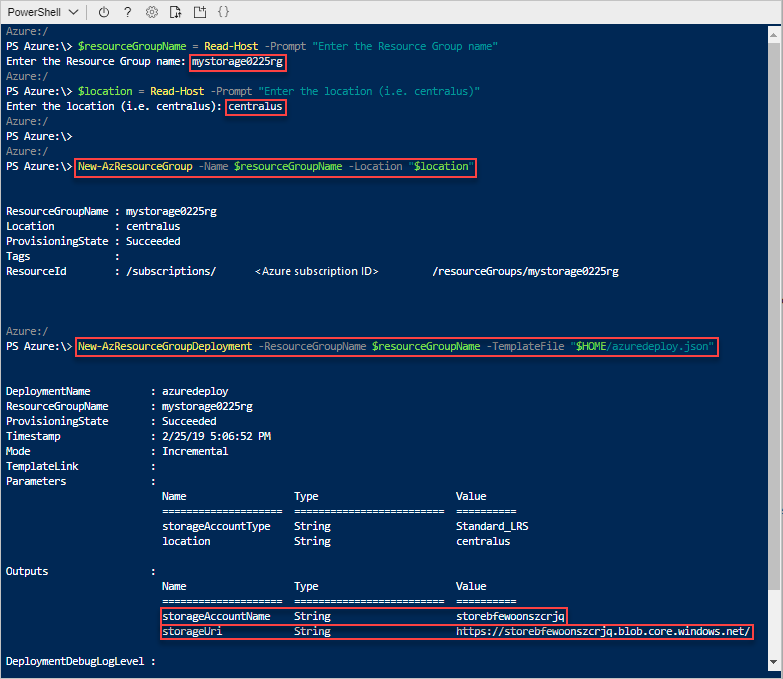 PowerShell ? {}
Azure:/
PS Azure:\> $resourceGroupName = Read-Host -Prompt "Enter the Resource Group name"
Enter the Resource Group name: mystorage0225rg
Azure:/
PS Azure:\> $location = Read-Host -Prompt "Enter the location (i.e. centralus)"
Enter the location (i.e. centralus): centralus
Azure:/
PS Azure:\>
Azure:/
PS Azure:\> New-AzResourceGroup -Name $resourceGroupName -Location "$location"
ResourceGroupName : mystorage0225rg
Location : centralus
ProvisioningState : Succeeded
Tags :
ResourceId : /subscriptions/ <Azure subscription ID> /resourceGroups/mystorage0225rg
Azure:/
PS Azure:\> New-AzResourceGroupDeployment -ResourceGroupName $resourceGroupName -TemplateFile "$HOME/azuredeploy.json"
DeploymentName : azuredeploy
ResourceGroupName : mystorage0225rg
ProvisioningState : Succeeded
Timestamp : 2/25/19 5:06:52 PM
Mode : Incremental
TemplateLink :
Parameters :
Name Type Value
==================== ========================= ==========
storageAccountType String Standard_LRS
location String centralus
Outputs :
Name Type Value
==================== ========================= ==========
storageAccountName String storebfewoonszcrjq
storageUri String https://storebfewoonszcrjq.blob.core.windows.net/
DeploymentDebugLogLevel :